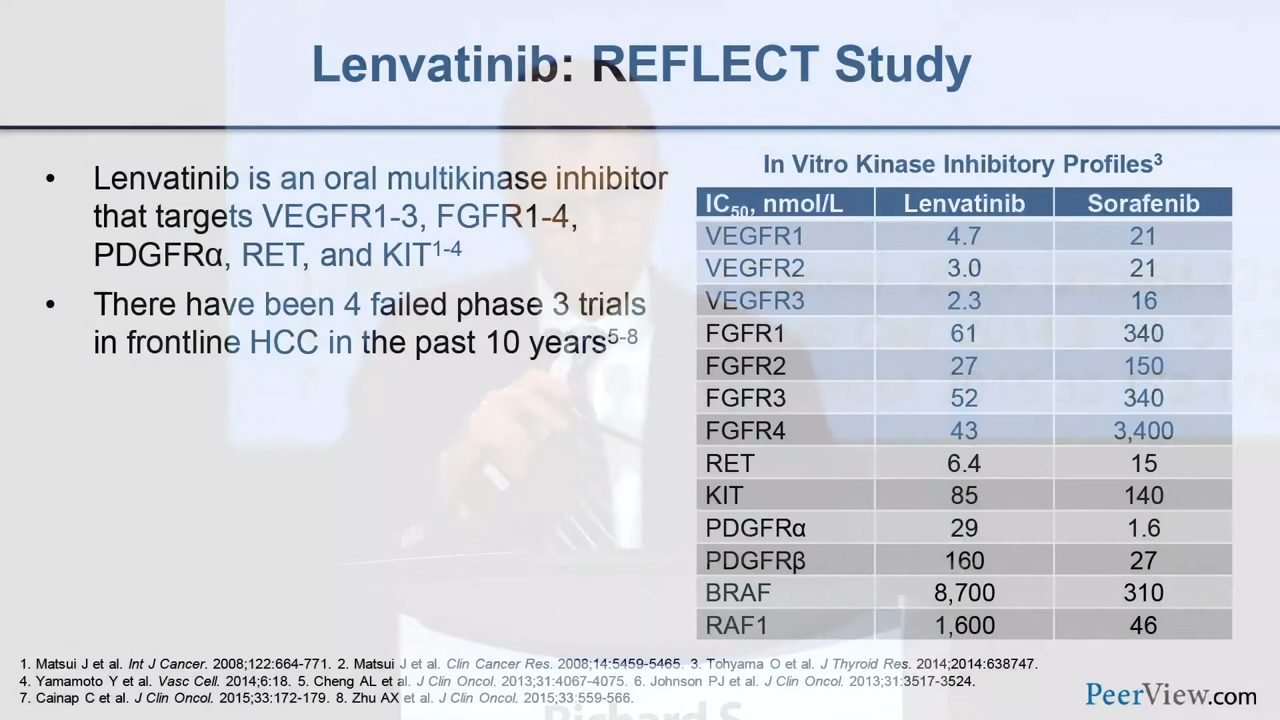 Lenvatinib: REFLECT Study
• Lenvatinib is an oral multikinase inhibitor
that targets VEGFR1-3, FGFR1-4,
PDGFRα, RET, and KIT1-4
• There have been 4 failed phase 3 trials
in frontline HCC in the past 10 years5-8
In Vitro Kinase Inhibitory Profiles3
IC50, nmol/L Lenvatinib Sorafenib
VEGFR1 4.7 21
VEGFR2 3.0 21
VEGFR3 2.3 16
FGFR1 61 340
FGFR2 27 150
FGFR3 52 340
FGFR4 43 3,400
RET 6.4 15
KIT 85 140
PDGFRα 29 1.6
PDGFRβ 160 27
BRAF 8,700 310
RAF1 1,600 46
1. Matsui J et al. Int J Cancer. 2008;122:664-771. 2. Matsui J et al. Clin Cancer Res. 2008;14:5459-5465. 3. Tohyama O et al. J Thyroid Res. 2014;2014:638747.
4. Yamamoto Y et al. Vasc Cell. 2014;6:18. 5. Cheng AL et al. J Clin Oncol. 2013;31:4067-4075. 6. Johnson PJ et al. J Clin Oncol. 2013;31:3517-3524.
7. Cainap C et al. J Clin Oncol. 2015;33:172-179. 8. Zhu AX et al. J Clin Oncol. 2015;33:559-566.
PeerView.com
Richard S